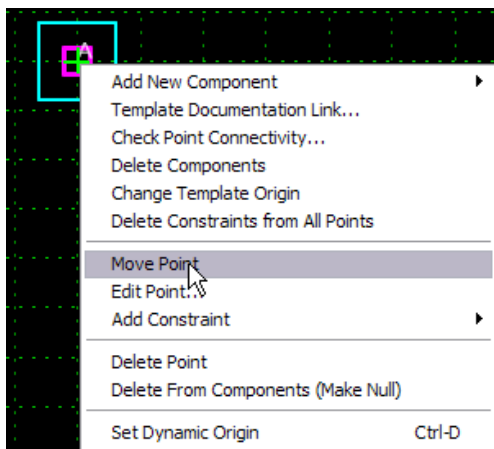 A
Add New Component
Template Documentation Link...
Check Point Connectivity...
Delete Components
Change Template Origin
Delete Constraints from All Points
Move Point
Edit Point...
Add Constraint
Delete Point
Delete From Components (Make Null)
Set Dynamic Origin Ctrl-D